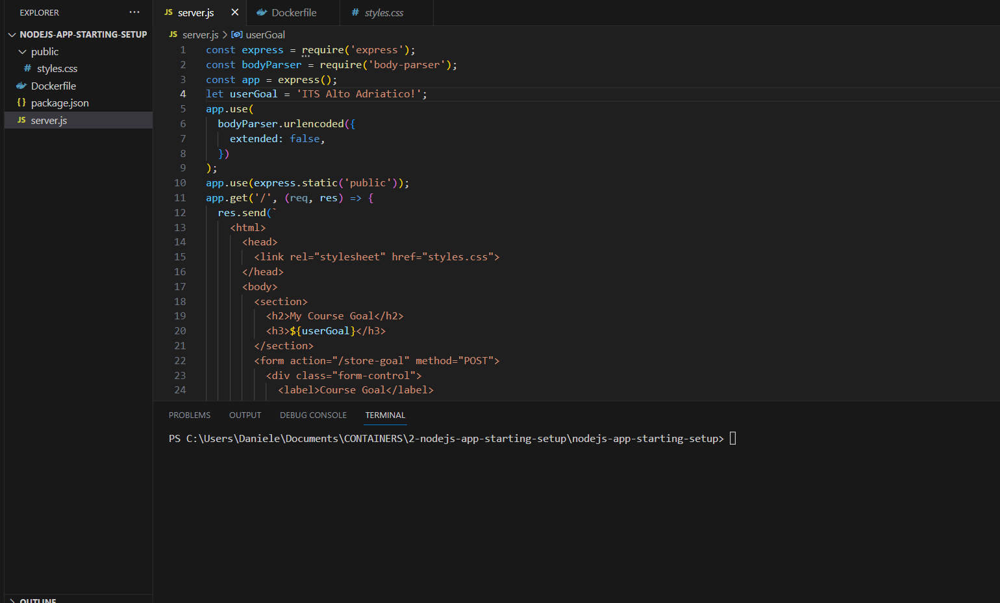 EXPLORER ...
NODEJS-APP-STARTING-SETUP
public
# styles.css
Dockerfile
{} package.json
JS server.js
OUTLINE
JS server.js
Dockerfile
# styles.css
JS server.js > userGoal
1 const express = require('express');
2 const bodyParser = require('body-parser');
3 const app = express();
4 let userGoal = 'ITS Alto Adriatico!';
5 app.use(
6 bodyParser.urlencoded({
7 extended: false,
8 })
9 );
10 app.use(express.static('public'));
11 app.get('/', (req, res) => {
12 res.send(`
13 <html>
14 <head>
15 <link rel="stylesheet" href="styles.css">
16 </head>
17 <body>
18 <section>
19 <h2>My Course Goal</h2>
20 <h3>${userGoal}</h3>
21 </section>
22 <form action="/store-goal" method="POST">
23 <div class="form-control">
24 <label>Course Goal</label>
PROBLEMS OUTPUT DEBUG CONSOLE TERMINAL
PS C:\Users\Daniele\Documents\CONTAINERS\2-nodejs-app-starting-setup\nodejs-app-starting-setup>